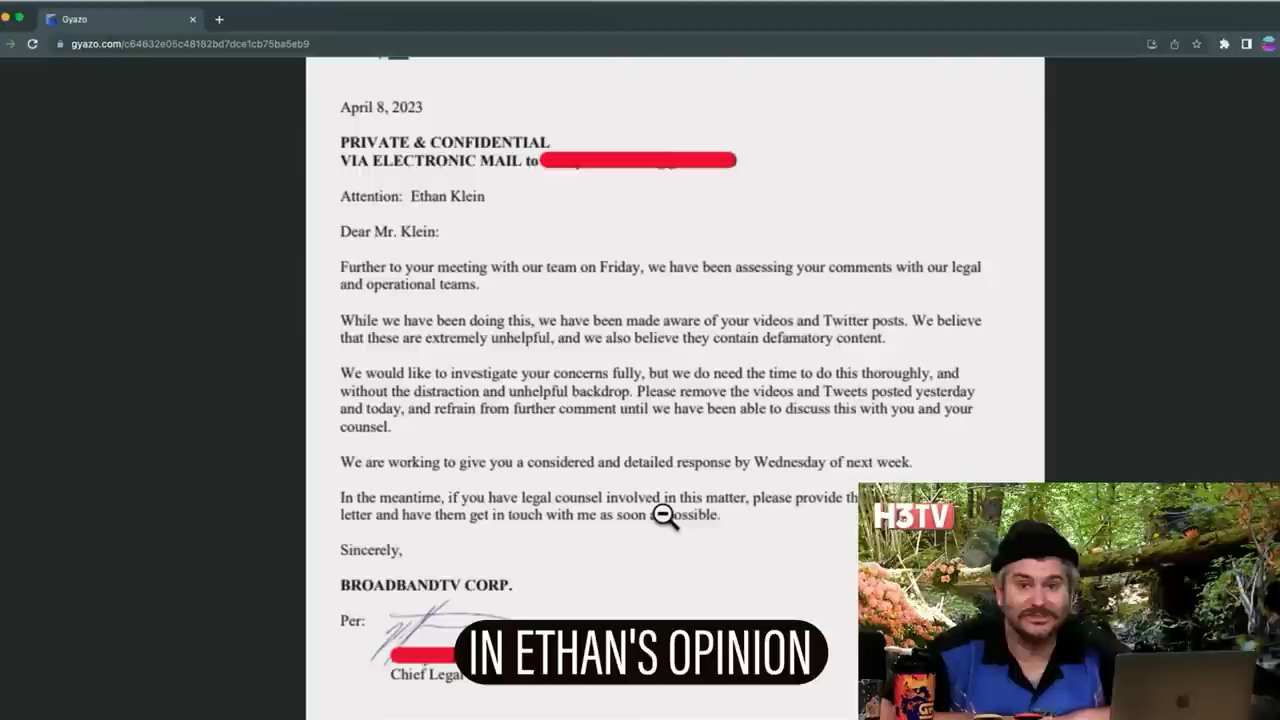 Gyazo
gyazo.com/c64632e05c48182bd7dce1cb75ba5eb9
April 8, 2023
PRIVATE & CONFIDENTIAL
VIA ELECTRONIC MAIL to
Attention: Ethan Klein
Dear Mr. Klein:
Further to your meeting with our team on Friday, we have been assessing your comments with our legal
and operational teams.
While we have been doing this, we have been made aware of your videos and Twitter posts. We believe
that these are extremely unhelpful, and we also believe they contain defamatory content.
We would like to investigate your concerns fully, but we do need the time to do this thoroughly, and
without the distraction and unhelpful backdrop. Please remove the videos and Tweets posted yesterday
and today, and refrain from further comment until we have been able to discuss this with you and your
counsel.
We are working to give you a considered and detailed response by Wednesday of next week.
In the meantime, if you have legal counsel involved in this matter, please provide
letter and have them get in touch with me as soon possible.
Sincerely,
BROADBANDTV CORP.
Per:
Chief
H3TV
IN ETHAN'S OPINION